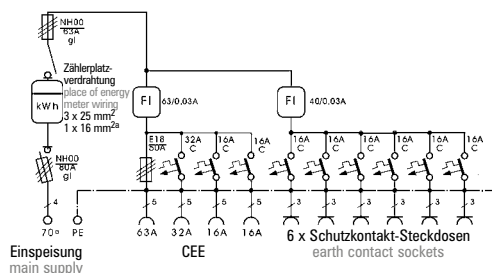 NH00
63A
gl
Zählerplatz-
verdrahtung
place of energy
meter wiring
3 x 25 mm²
1 x 16 mm²ª
kWh
FI 63/0,03A
FI 40/0,03A
NH00
60A
gl
E18
50A
32A
C
16A
C
16A
C
16A
C
16A
C
16A
C
16A
C
16A
C
16A
C
4
5
5
5
5
3
3
3
3
3
3
70ª
PE
63A
32A
16A
16A
Einspeisung
main supply
CEE
6 x Schutzkontakt-Steckdosen
earth contact sockets